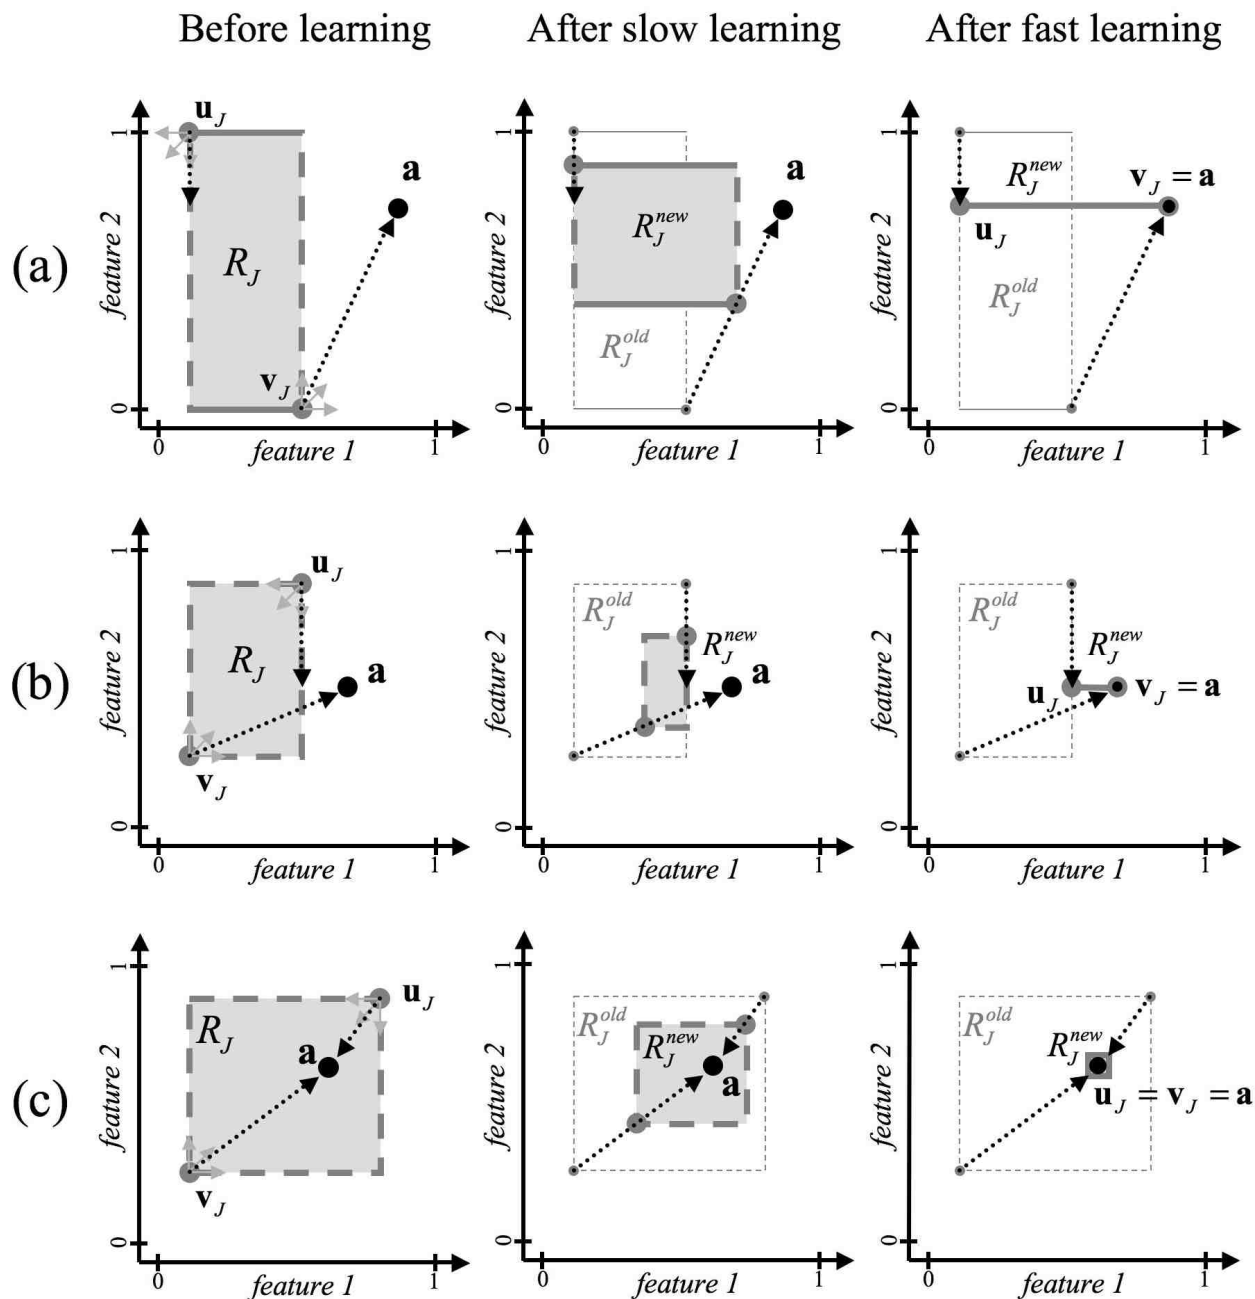 Before learning
After slow learning
After fast learning
(a)
feature 2
1
0
u_J
a
R_J
v_J
0
feature 1
1
feature 2
1
0
a
R_J^new
R_J^old
0
feature 1
1
feature 2
1
0
R_J^new
v_J = a
u_J
R_J^old
0
feature 1
1
(b)
feature 2
1
0
u_J
R_J
a
v_J
0
feature 1
1
feature 2
1
0
R_J^old
R_J^new
a
0
feature 1
1
feature 2
1
0
R_J^old
R_J^new
u_J
v_J = a
0
feature 1
1
(c)
feature 2
1
0
u_J
R_J
a
v_J
0
feature 1
1
feature 2
1
0
R_J^old
R_J^new
a
0
feature 1
1
feature 2
1
0
R_J^old
R_J^new
u_J = v_J = a
0
feature 1
1